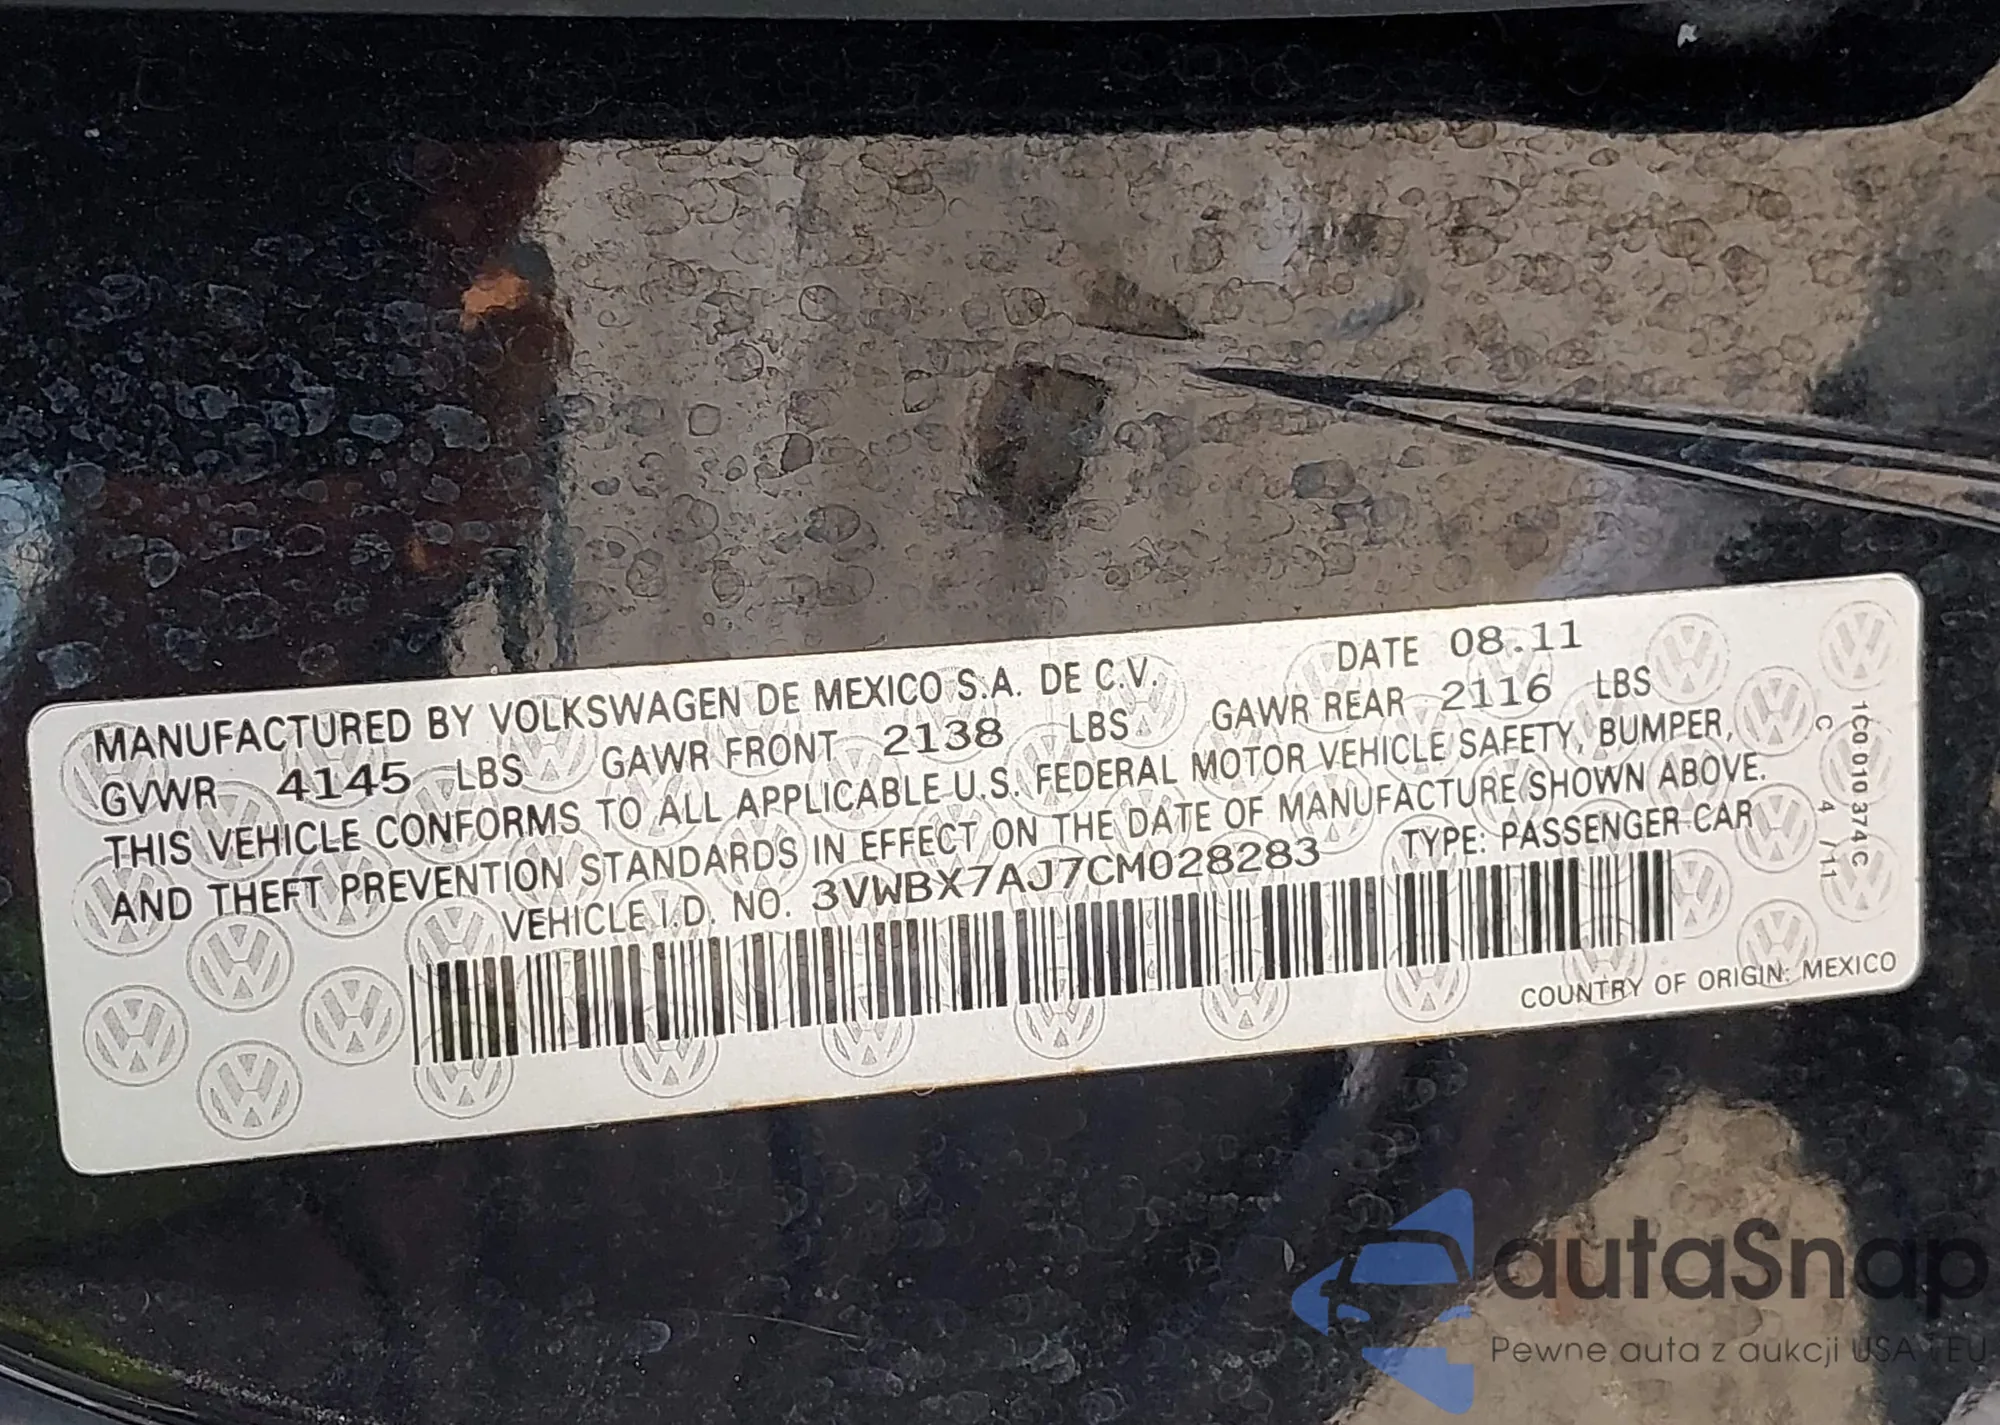 MANUFACTURED BY VOLKSWAGEN DE MEXICO S.A. DE C.V. DATE 08.11
GVWR 4145 LBS GAWR FRONT 2138 LBS GAWR REAR 2116 LBS
THIS VEHICLE CONFORMS TO ALL APPLICABLE U.S. FEDERAL MOTOR VEHICLE SAFETY, BUMPER,
AND THEFT PREVENTION STANDARDS IN EFFECT ON THE DATE OF MANUFACTURE SHOWN ABOVE.
VEHICLE I.D. NO. 3VWBX7AJ7CM028283 TYPE: PASSENGER CAR
COUNTRY OF ORIGIN: MEXICO
1C0 010 374 C
C 4 /11
autaSnap
Pewne auta z aukcji USA i EU